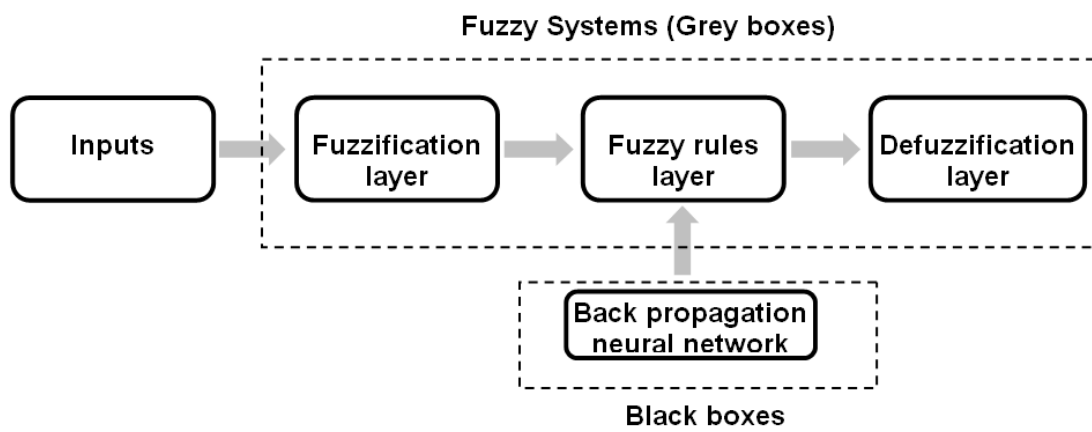 Fuzzy Systems (Grey boxes)
Inputs
Fuzzification
layer
Fuzzy rules
layer
Defuzzification
layer
Back propagation
neural network
Black boxes